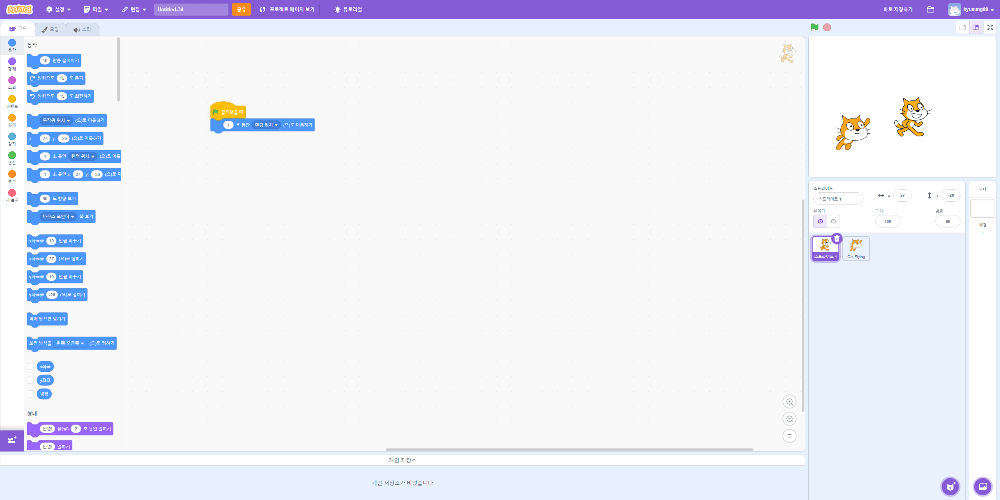 SCRATCH 설정 파일 편집 Untitled-34 공유 프로젝트 페이지 보기 튜토리얼 바로 저장하기 kyusung88
코드 모양 소리
동작
형태
소리
이벤트
제어
감지
연산
변수
내 블록
동작
10 만큼 움직이기
방향으로 15 도 돌기
방향으로 15 도 회전하기
무작위 위치 (으)로 이동하기
x: 27 y: -26 (으)로 이동하기
1 초 동안 랜덤 위치 (으)로 이동
1 초 동안 x: 27 y: -26 (으)로 이
90 도 방향 보기
마우스 포인터 쪽 보기
x좌표를 10 만큼 바꾸기
x좌표를 27 (으)로 정하기
y좌표를 10 만큼 바꾸기
y좌표를 -26 (으)로 정하기
벽에 닿으면 튕기기
회전 방식을 왼쪽-오른쪽 (으)로 정하기
x좌표
y좌표
방향
형태
안녕! 을(를) 2 초 동안 말하기
안녕! 말하기
클릭했을 때
1 초 동안 랜덤 위치 (으)로 이동하기
스프라이트
스프라이트 1 x 27 y -26
보이기 크기 100 방향 90
스프라이트 1 Cat Flying
무대
배경
1
개인 저장소
개인 저장소가 비었습니다